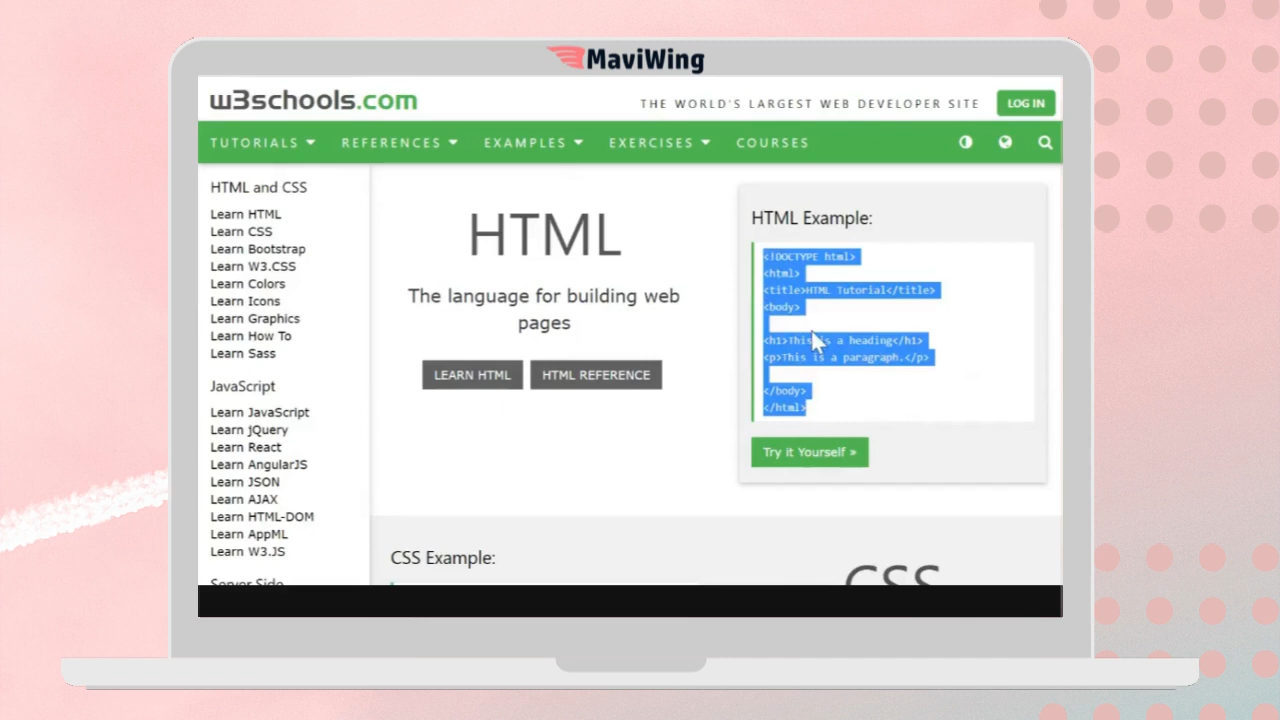 MaviWing
w3schools.com
THE WORLD'S LARGEST WEB DEVELOPER SITE
LOG IN
TUTORIALS
REFERENCES
EXAMPLES
EXERCISES
COURSES
HTML and CSS
Learn HTML
Learn CSS
Learn Bootstrap
Learn W3.CSS
Learn Colors
Learn Icons
Learn Graphics
Learn How To
Learn Sass
JavaScript
Learn JavaScript
Learn jQuery
Learn React
Learn AngularJS
Learn JSON
Learn AJAX
Learn HTML-DOM
Learn AppML
Learn W3.JS
Server Side
HTML
The language for building web
pages
LEARN HTML
HTML REFERENCE
HTML Example:
<!DOCTYPE html>
<html>
<title>HTML Tutorial</title>
<body>
<h1>This is a heading</h1>
<p>This is a paragraph.</p>
</body>
</html>
Try it Yourself »
CSS Example:
CSS